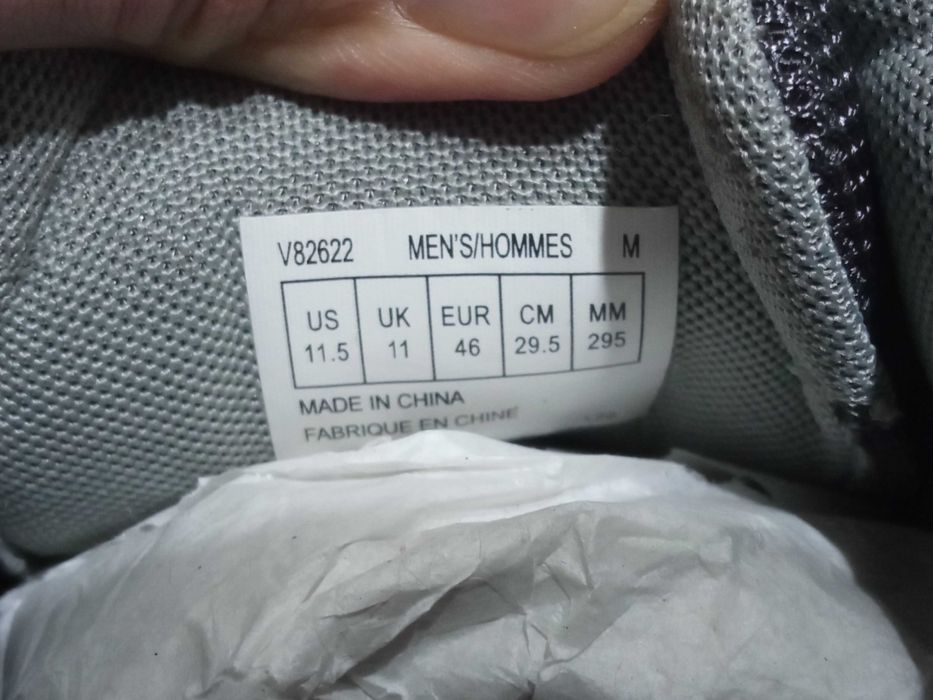 V82622 MEN'S/HOMMES M
US UK EUR CM MM
11.5 11 46 29.5 295
MADE IN CHINA
FABRIQUE EN CHINE